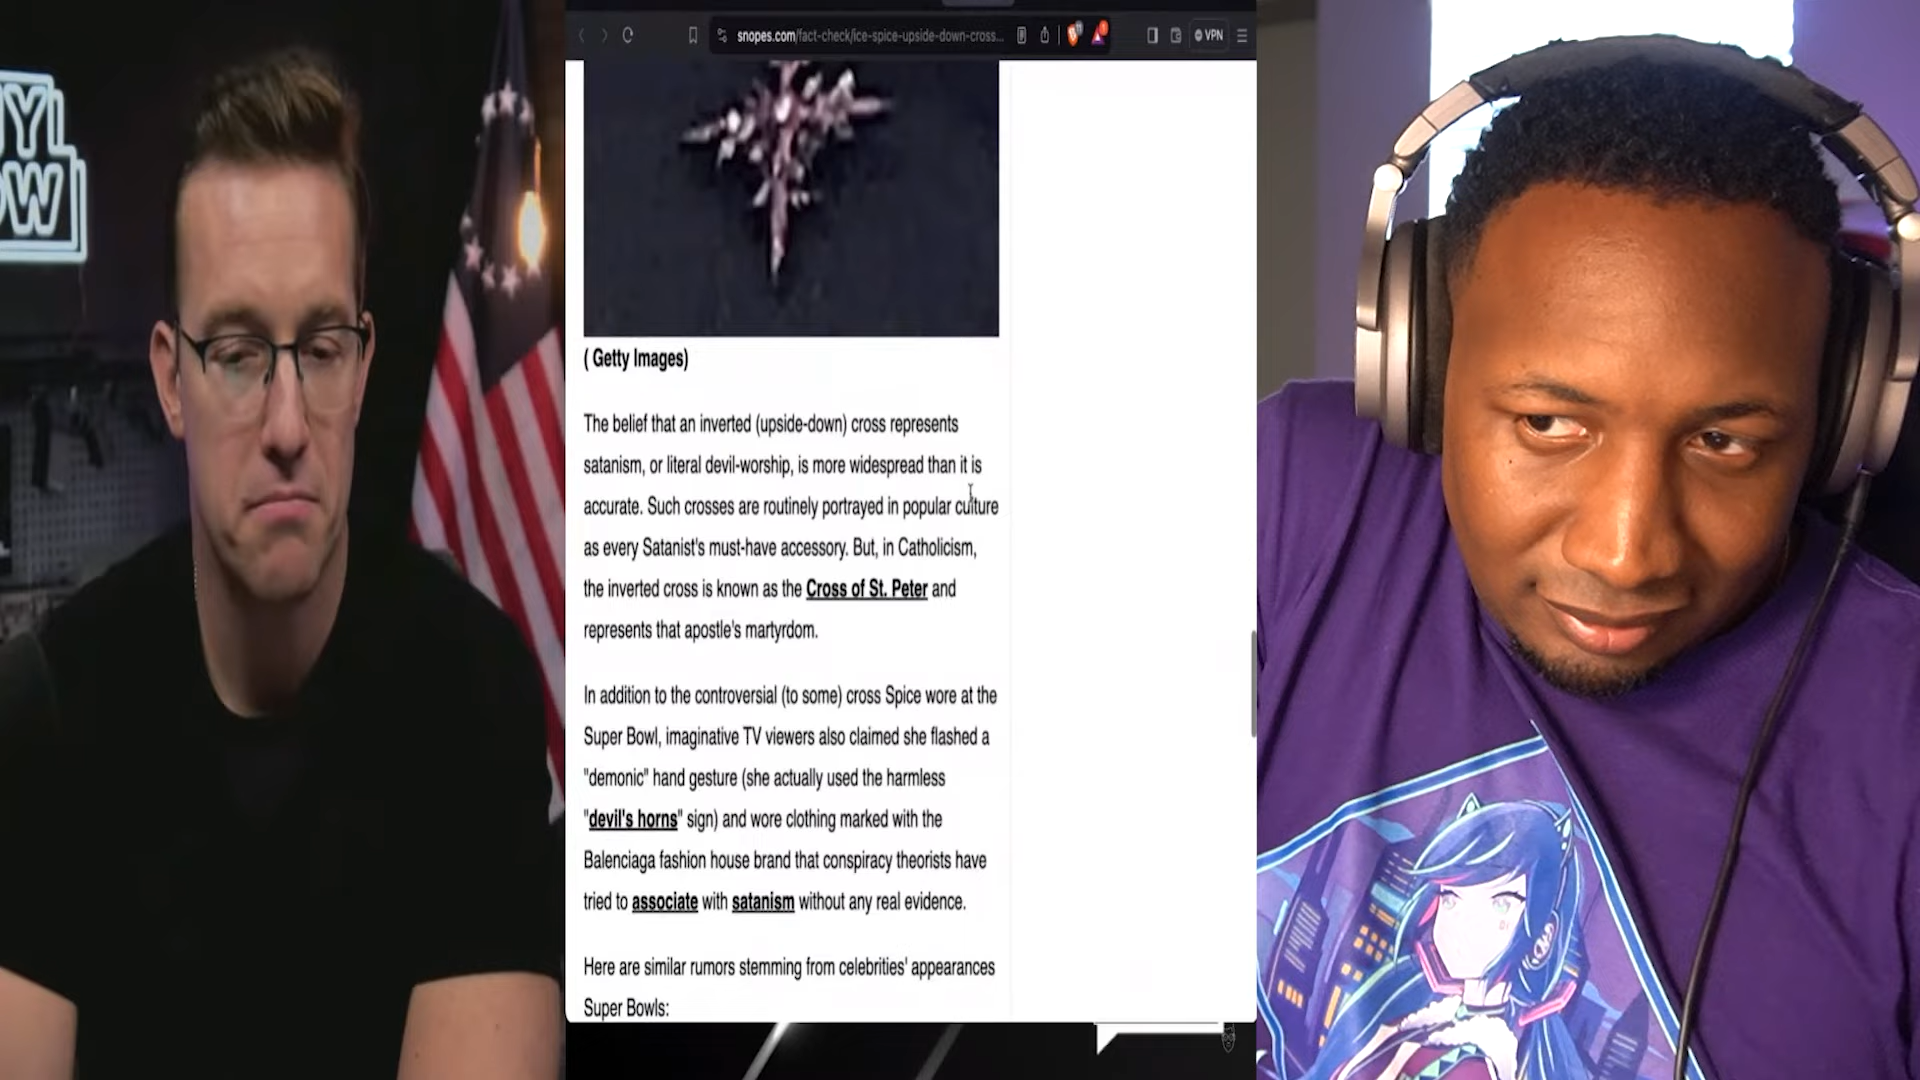 snopes.com/fact-check/ice-spice-upside-down-cross...
VPN
( Getty Images)
The belief that an inverted (upside-down) cross represents
satanism, or literal devil-worship, is more widespread than it is
accurate. Such crosses are routinely portrayed in popular culture
as every Satanist's must-have accessory. But, in Catholicism,
the inverted cross is known as the Cross of St. Peter and
represents that apostle's martyrdom.
In addition to the controversial (to some) cross Spice wore at the
Super Bowl, imaginative TV viewers also claimed she flashed a
"demonic" hand gesture (she actually used the harmless
"devil's horns" sign) and wore clothing marked with the
Balenciaga fashion house brand that conspiracy theorists have
tried to associate with satanism without any real evidence.
Here are similar rumors stemming from celebrities' appearances
Super Bowls: